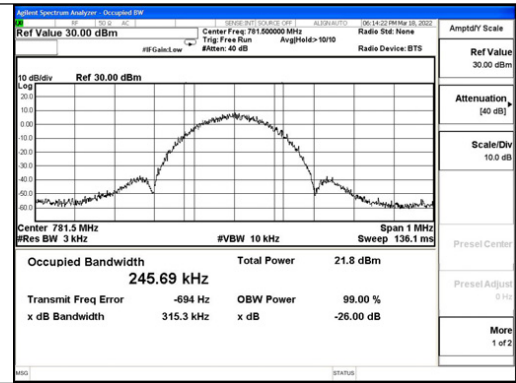 Agilent Spectrum Analyzer - Occupied BW
RF 50 Ω AC SENSE:INT SOURCE OFF ALIGNAUTO 06:14:22 PM Mar 18, 2022
Ref Value 30.00 dBm Center Freq: 781.500000 MHz Radio Std: None
Trig: Free Run Avg|Hold:> 10/10
#IFGain:Low #Atten: 40 dB Radio Device: BTS
10 dB/div Ref 30.00 dBm
Log
20.0
10.0
0.00
-10.0
-20.0
-30.0
-40.0
-50.0
-60.0
Center 781.5 MHz Span 1 MHz
#Res BW 3 kHz #VBW 10 kHz Sweep 136.1 ms
Occupied Bandwidth Total Power 21.8 dBm
245.69 kHz
Transmit Freq Error -694 Hz OBW Power 99.00 %
x dB Bandwidth 315.3 kHz x dB -26.00 dB
MSG STATUS
Amptd/Y Scale
Ref Value
30.00 dBm
Attenuation
[40 dB]
Scale/Div
10.0 dB
Presel Center
Presel Adjust
0 Hz
More
1 of 2